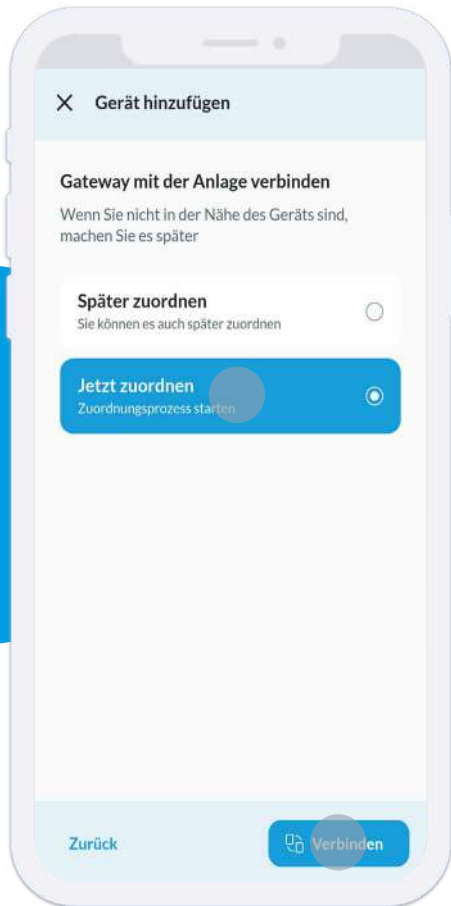 Gerät hinzufügen
Gateway mit der Anlage verbinden
Wenn Sie nicht in der Nähe des Geräts sind,
machen Sie es später
Später zuordnen
Sie können es auch später zuordnen
Jetzt zuordnen
Zuordnungsprozess starten
Zurück
Verbinden